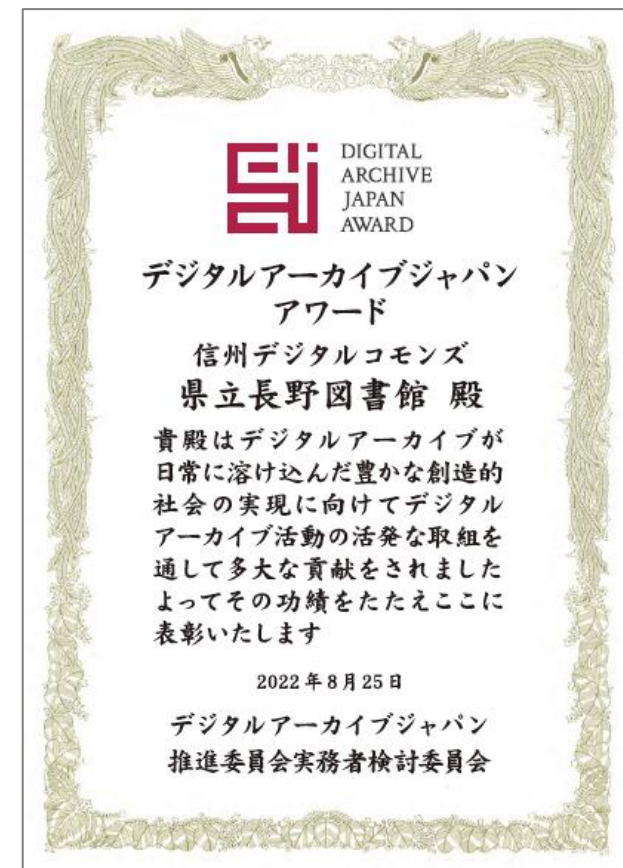 DIGITAL
ARCHIVE
JAPAN
AWARD
デジタルアーカイブジャパン
アワード
信州デジタルコモンズ
県立長野図書館 殿
貴殿はデジタルアーカイブが
日常に溶け込んだ豊かな創造的
社会の実現に向けてデジタル
アーカイブ活動の活発な取組を
通して多大な貢献をされました
よってその功績をたたえここに
表彰いたします
2022年8月25日
デジタルアーカイブジャパン
推進委員会実務者検討委員会